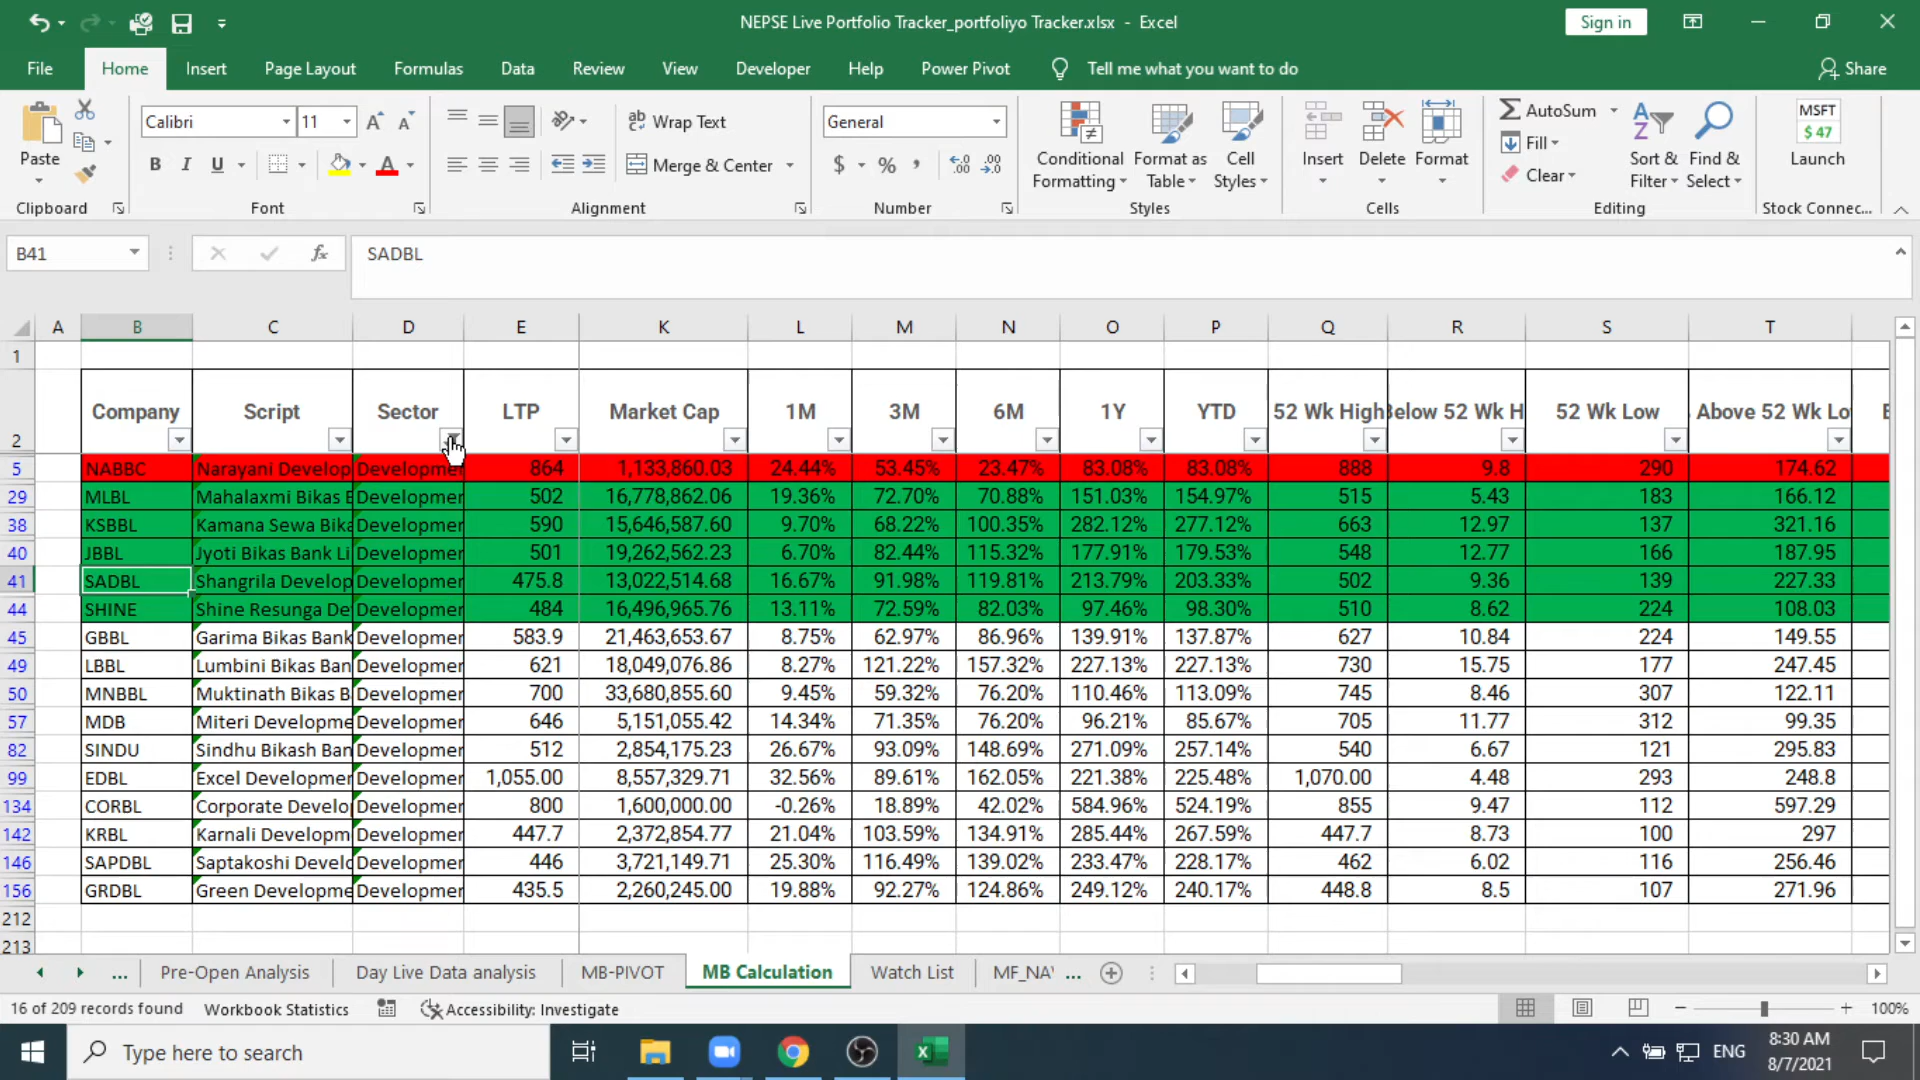 NEPSE Live Portfolio Tracker_portfoliyo Tracker.xlsx - Excel
Sign in
File Home Insert Page Layout Formulas Data Review View Developer Help Power Pivot Tell me what you want to do Share
Paste
Calibri 11
B I U
ab Wrap Text
Merge & Center
General
$ % ,
Conditional Formatting
Format as Table
Cell Styles
Insert Delete Format
AutoSum
Fill
Clear
Sort & Filter
Find & Select
MSFT
$ 47
Launch
Clipboard Font Alignment Number Styles Cells Editing Stock Connec...
B41 fx SADBL
A B C D E K L M N O P Q R S T
1
2 Company Script Sector LTP Market Cap 1M 3M 6M 1Y YTD 52 Wk High Below 52 Wk H 52 Wk Low Above 52 Wk Lo
5 NABBC Narayani Develop Developmer 864 1,133,860.03 24.44% 53.45% 23.47% 83.08% 83.08% 888 9.8 290 174.62
29 MLBL Mahalaxmi Bikas B Developmer 502 16,778,862.06 19.36% 72.70% 70.88% 151.03% 154.97% 515 5.43 183 166.12
38 KSBBL Kamana Sewa Bika Developmer 590 15,646,587.60 9.70% 68.22% 100.35% 282.12% 277.12% 663 12.97 137 321.16
40 JBBL Jyoti Bikas Bank Li Developmer 501 19,262,562.23 6.70% 82.44% 115.32% 177.91% 179.53% 548 12.77 166 187.95
41 SADBL Shangrila Develop Developmer 475.8 13,022,514.68 16.67% 91.98% 119.81% 213.79% 203.33% 502 9.36 139 227.33
44 SHINE Shine Resunga De Developmer 484 16,496,965.76 13.11% 72.59% 82.03% 97.46% 98.30% 510 8.62 224 108.03
45 GBBL Garima Bikas Bank Developmer 583.9 21,463,653.67 8.75% 62.97% 86.96% 139.91% 137.87% 627 10.84 224 149.55
49 LBBL Lumbini Bikas Ban Developmer 621 18,049,076.86 8.27% 121.22% 157.32% 227.13% 227.13% 730 15.75 177 247.45
50 MNBBL Muktinath Bikas B Developmer 700 33,680,855.60 9.45% 59.32% 76.20% 110.46% 113.09% 745 8.46 307 122.11
57 MDB Miteri Developme Developmer 646 5,151,055.42 14.34% 71.35% 76.20% 96.21% 85.67% 705 11.77 312 99.35
82 SINDU Sindhu Bikash Ban Developmer 512 2,854,175.23 26.67% 93.09% 148.69% 271.09% 257.14% 540 6.67 121 295.83
99 EDBL Excel Developmer Developmer 1,055.00 8,557,329.71 32.56% 89.61% 162.05% 221.38% 225.48% 1,070.00 4.48 293 248.8
134 CORBL Corporate Develo Developmer 800 1,600,000.00 -0.26% 18.89% 42.02% 584.96% 524.19% 855 9.47 112 597.29
142 KRBL Karnali Developm Developmer 447.7 2,372,854.77 21.04% 103.59% 134.91% 285.44% 267.59% 447.7 8.73 100 297
146 SAPDBL Saptakoshi Develo Developmer 446 3,721,149.71 25.30% 116.49% 139.02% 233.47% 228.17% 462 6.02 116 256.46
156 GRDBL Green Developme Developmer 435.5 2,260,245.00 19.88% 92.27% 124.86% 249.12% 240.17% 448.8 8.5 107 271.96
212
213
... Pre-Open Analysis Day Live Data analysis MB-PIVOT MB Calculation Watch List MF_NAV ...
16 of 209 records found Workbook Statistics Accessibility: Investigate 100%
Type here to search
ENG
8:30 AM
8/7/2021